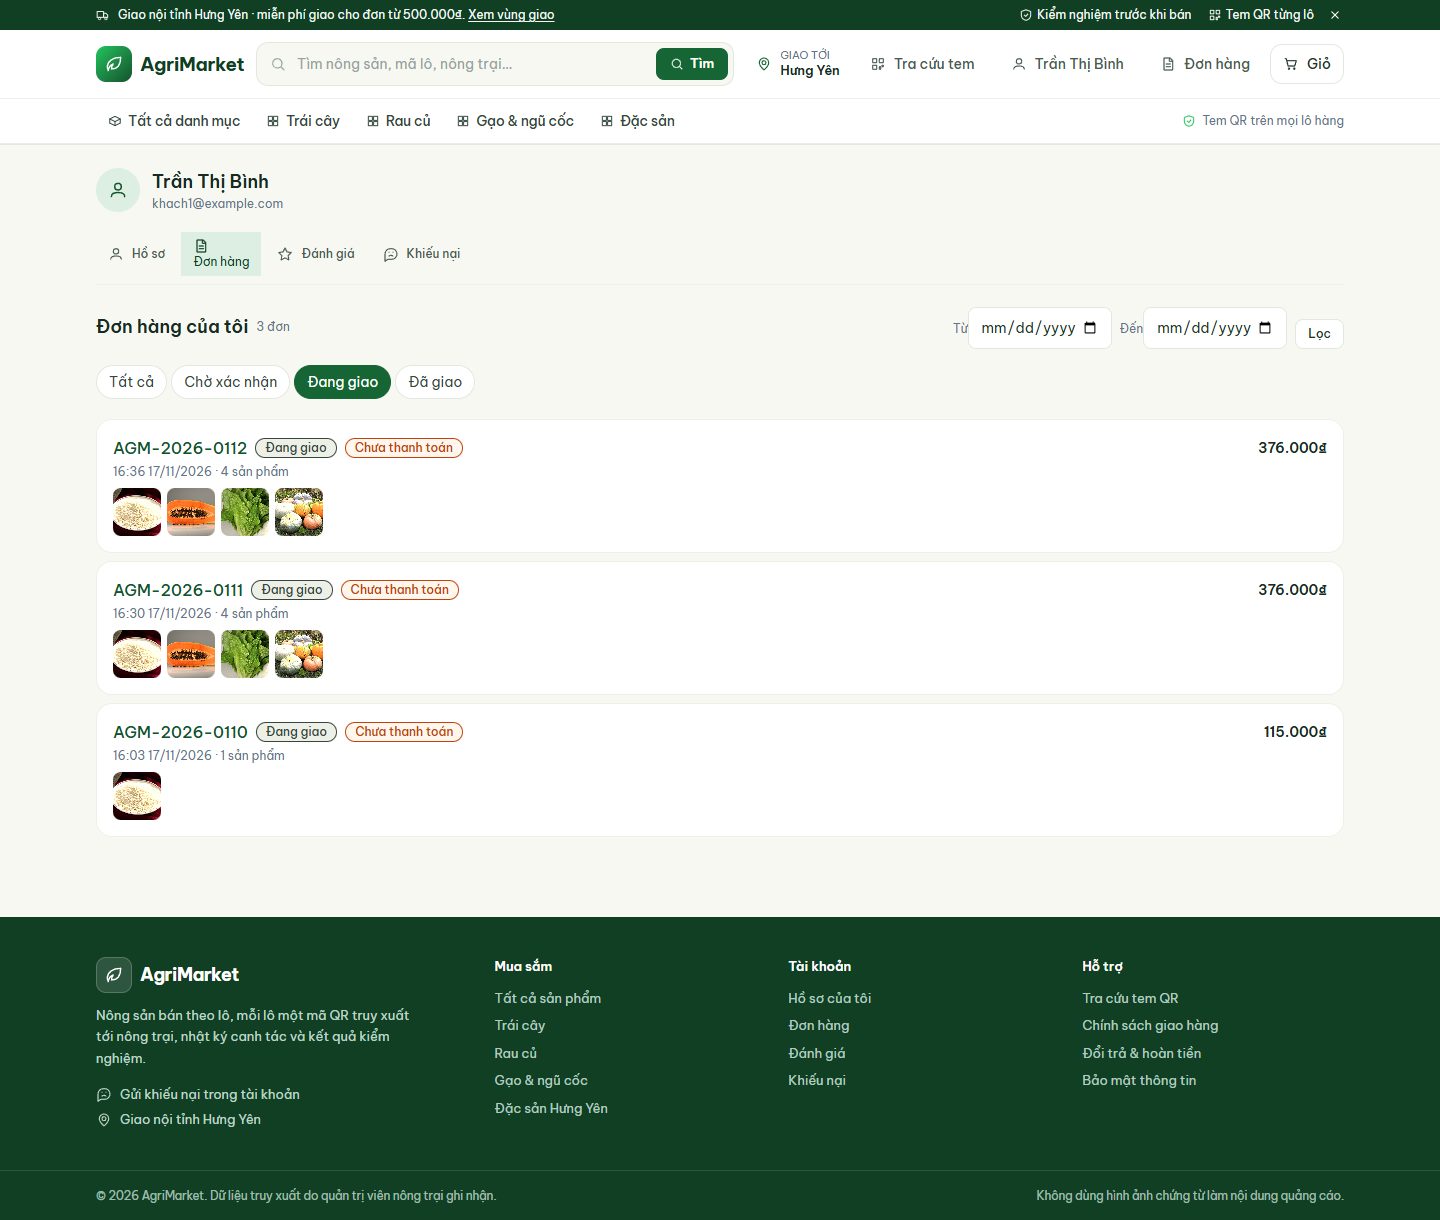 Giao nội tỉnh Hưng Yên · miễn phí giao cho đơn từ 500.000₫. Xem vùng giao
Kiểm nghiệm trước khi bán
Tem QR từng lô
AgriMarket
Tìm nông sản, mã lô, nông trại...
Tìm
GIAO TỚI
Hưng Yên
Tra cứu tem
Trần Thị Bình
Đơn hàng
Giỏ
Tất cả danh mục
Trái cây
Rau củ
Gạo & ngũ cốc
Đặc sản
Tem QR trên mọi lô hàng
Trần Thị Bình
khach1@example.com
Hồ sơ
Đơn hàng
Đánh giá
Khiếu nại
Đơn hàng của tôi 3 đơn
Từ mm/dd/yyyy
Đến mm/dd/yyyy
Lọc
Tất cả
Chờ xác nhận
Đang giao
Đã giao
AGM-2026-0112 Đang giao Chưa thanh toán 376.000₫
16:36 17/11/2026 · 4 sản phẩm
AGM-2026-0111 Đang giao Chưa thanh toán 376.000₫
16:30 17/11/2026 · 4 sản phẩm
AGM-2026-0110 Đang giao Chưa thanh toán 115.000₫
16:03 17/11/2026 · 1 sản phẩm
AgriMarket
Nông sản bán theo lô, mỗi lô một mã QR truy xuất
tới nông trại, nhật ký canh tác và kết quả kiểm
nghiệm.
Gửi khiếu nại trong tài khoản
Giao nội tỉnh Hưng Yên
Mua sắm
Tất cả sản phẩm
Trái cây
Rau củ
Gạo & ngũ cốc
Đặc sản Hưng Yên
Tài khoản
Hồ sơ của tôi
Đơn hàng
Đánh giá
Khiếu nại
Hỗ trợ
Tra cứu tem QR
Chính sách giao hàng
Đổi trả & hoàn tiền
Bảo mật thông tin
© 2026 AgriMarket. Dữ liệu truy xuất do quản trị viên nông trại ghi nhận.
Không dùng hình ảnh chứng từ làm nội dung quảng cáo.